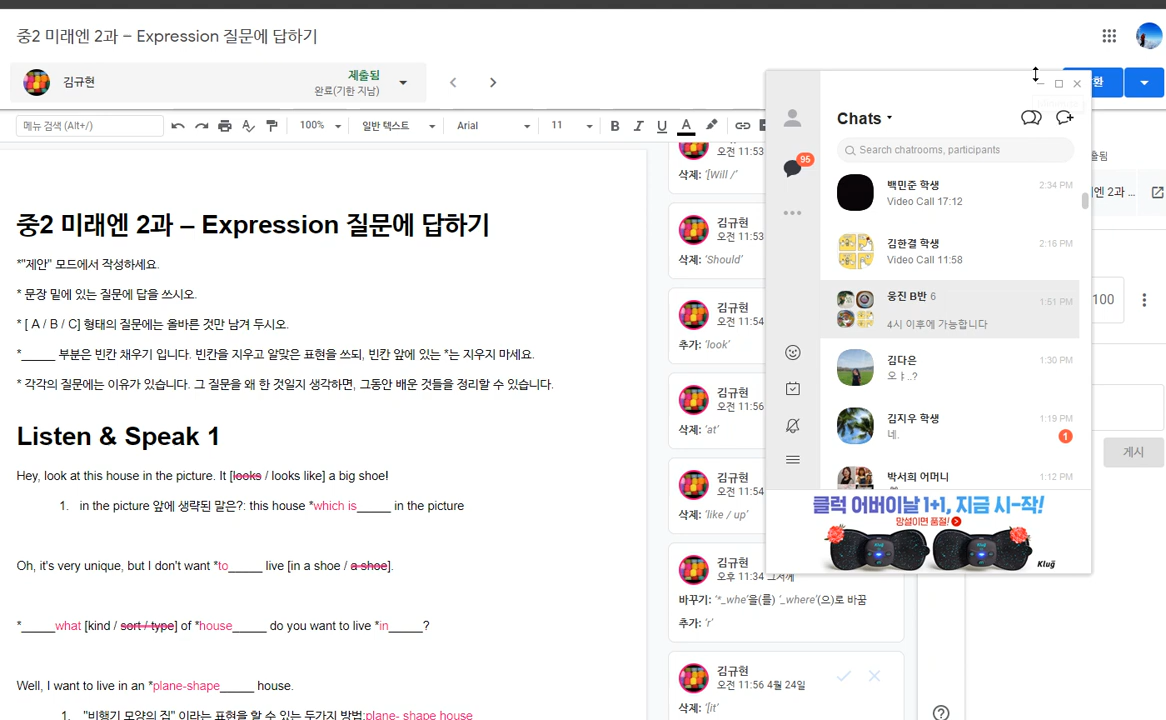 중2 미래엔 2과 – Expression 질문에 답하기
김규현
제출됨
완료(기한 지남)
환
메뉴 검색 (Alt+/)
100%
일반 텍스트
Arial
11
B
I
U
A
중2 미래엔 2과 – Expression 질문에 답하기
*"제안" 모드에서 작성하세요.
* 문장 밑에 있는 질문에 답을 쓰시오.
* [ A / B / C] 형태의 질문에는 올바른 것만 남겨 두시오.
*_____ 부분은 빈칸 채우기 입니다. 빈칸을 지우고 알맞은 표현을 쓰되, 빈칸 앞에 있는 *는 지우지 마세요.
* 각각의 질문에는 이유가 있습니다. 그 질문을 왜 한 것일지 생각하면, 그동안 배운 것들을 정리할 수 있습니다.
Listen & Speak 1
Hey, look at this house in the picture. It [looks / looks like] a big shoe!
1. in the picture 앞에 생략된 말은?: this house *which is_____ in the picture
Oh, it's very unique, but I don't want *to_____ live [in a shoe / a shoe].
*_____what [kind / sort / type] of *house_____ do you want to live *in_____?
Well, I want to live in an *plane-shape_____ house.
1. "비행기 모양의 집" 이라는 표현을 할 수 있는 두가지 방법:plane- shape house
오전 11:53
삭제: '[Will /'
김규현
오전 11:53
삭제: 'Should'
김규현
오전 11:54
추가: 'look'
김규현
오전 11:56
삭제: 'at'
김규현
오전 11:54
삭제: 'like / up'
김규현
오후 11:34 그저께
바꾸기: '*_whe'을(를) '_where'(으)로 바꿈
추가: 'r'
김규현
오전 11:56 4월 24일
삭제: '[it'
95
Chats
Search chatrooms, participants
백민준 학생
2:34 PM
Video Call 17:12
김한결 학생
2:16 PM
Video Call 11:58
웅진 B반 6
1:51 PM
4시 이후에 가능합니다
김다은
1:30 PM
오ㅑ..?
김지우 학생
1:19 PM
네.
1
박서희 어머니
1:12 PM
클럭 어버이날 1+1, 지금 시-작!
망설이면 품절!
Klug
출됨
엔 2과 ...
100
게시